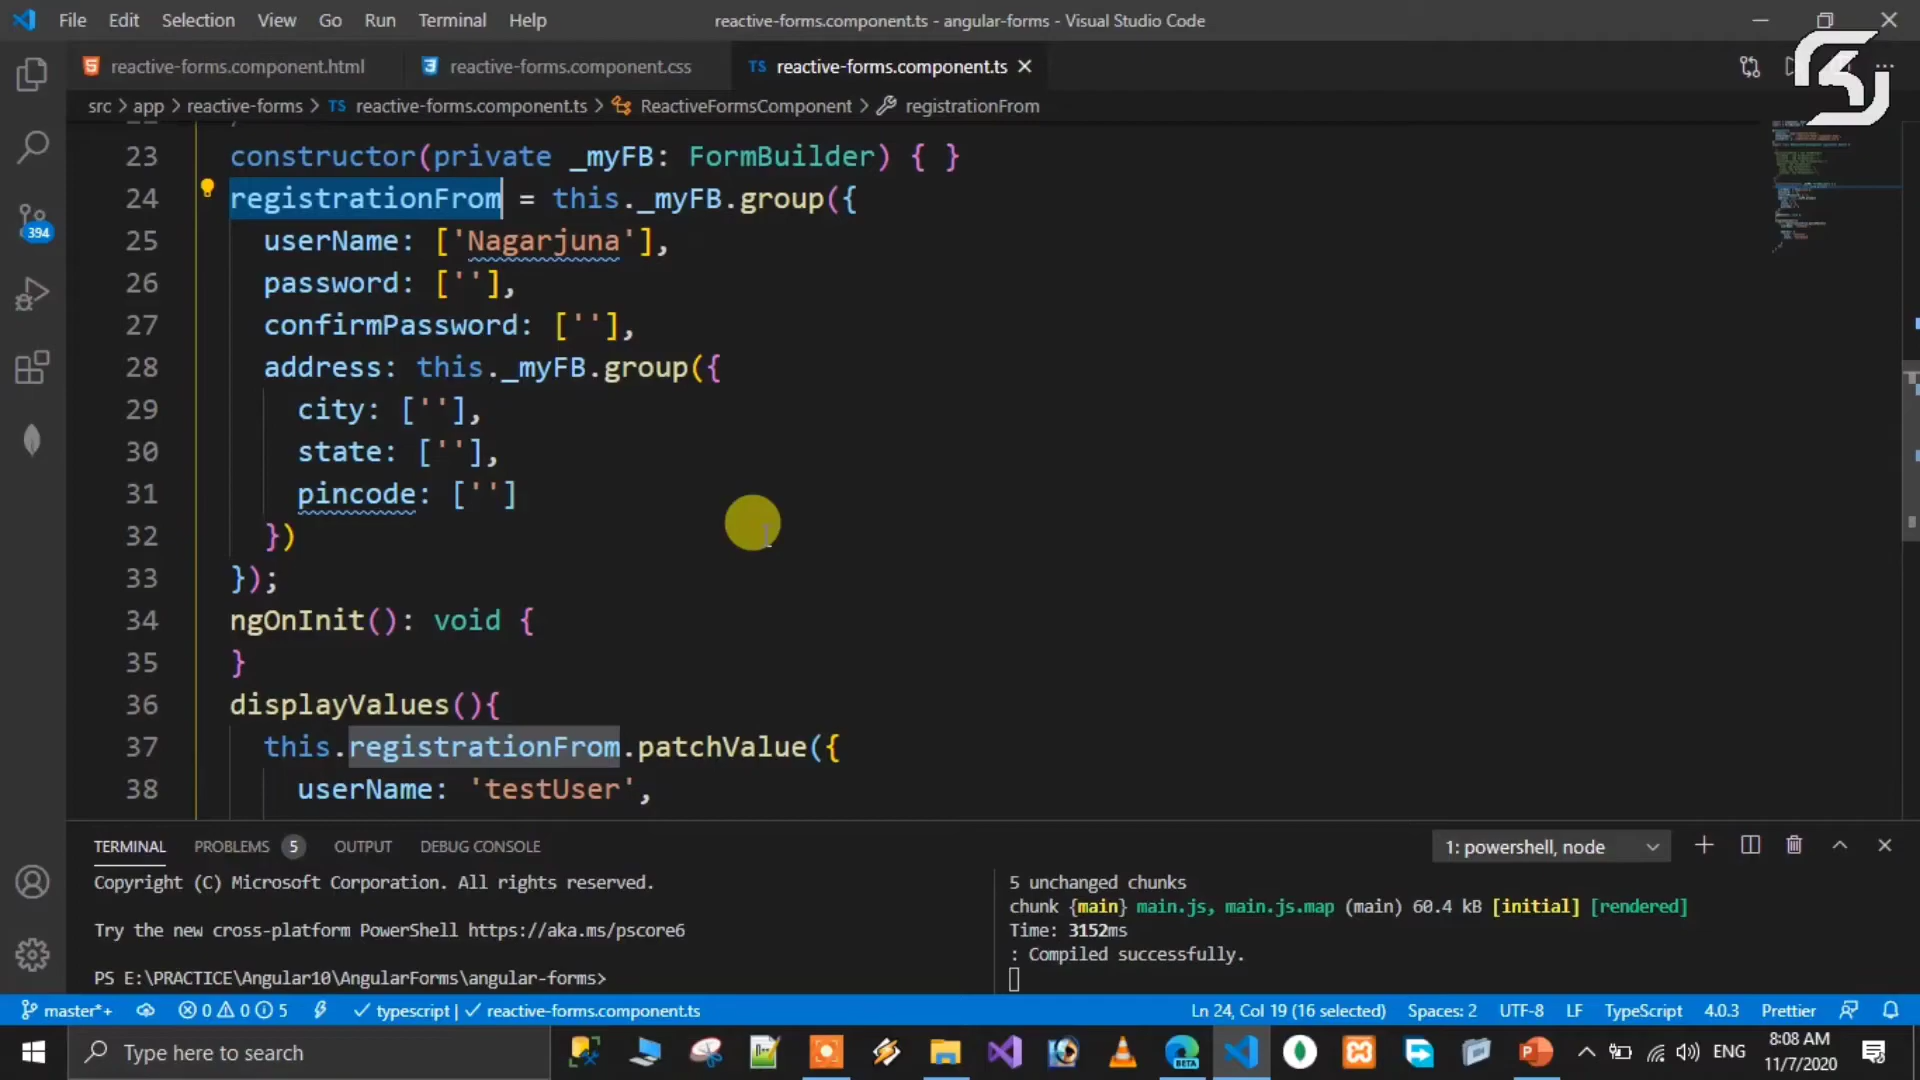 File Edit Selection View Go Run Terminal Help
reactive-forms.component.ts - angular-forms - Visual Studio Code
reactive-forms.component.html
reactive-forms.component.css
TS reactive-forms.component.ts
src > app > reactive-forms > TS reactive-forms.component.ts > ReactiveFormsComponent > registrationFrom
23 constructor(private _myFB: FormBuilder) { }
24 registrationFrom = this._myFB.group({
25 userName: ['Nagarjuna'],
26 password: [''],
27 confirmPassword: [''],
28 address: this._myFB.group({
29 city: [''],
30 state: [''],
31 pincode: ['']
32 })
33 });
34 ngOnInit(): void {
35 }
36 displayValues(){
37 this.registrationFrom.patchValue({
38 userName: 'testUser',
394
TERMINAL PROBLEMS 5 OUTPUT DEBUG CONSOLE
1: powershell, node
Copyright (C) Microsoft Corporation. All rights reserved.
Try the new cross-platform PowerShell https://aka.ms/pscore6
PS E:\PRACTICE\Angular10\AngularForms\angular-forms>
5 unchanged chunks
chunk {main} main.js, main.js.map (main) 60.4 kB [initial] [rendered]
Time: 3152ms
: Compiled successfully.
master*+ 0 0 5 typescript | reactive-forms.component.ts
Ln 24, Col 19 (16 selected) Spaces: 2 UTF-8 LF TypeScript 4.0.3 Prettier
Type here to search
BETA
ENG
8:08 AM
11/7/2020